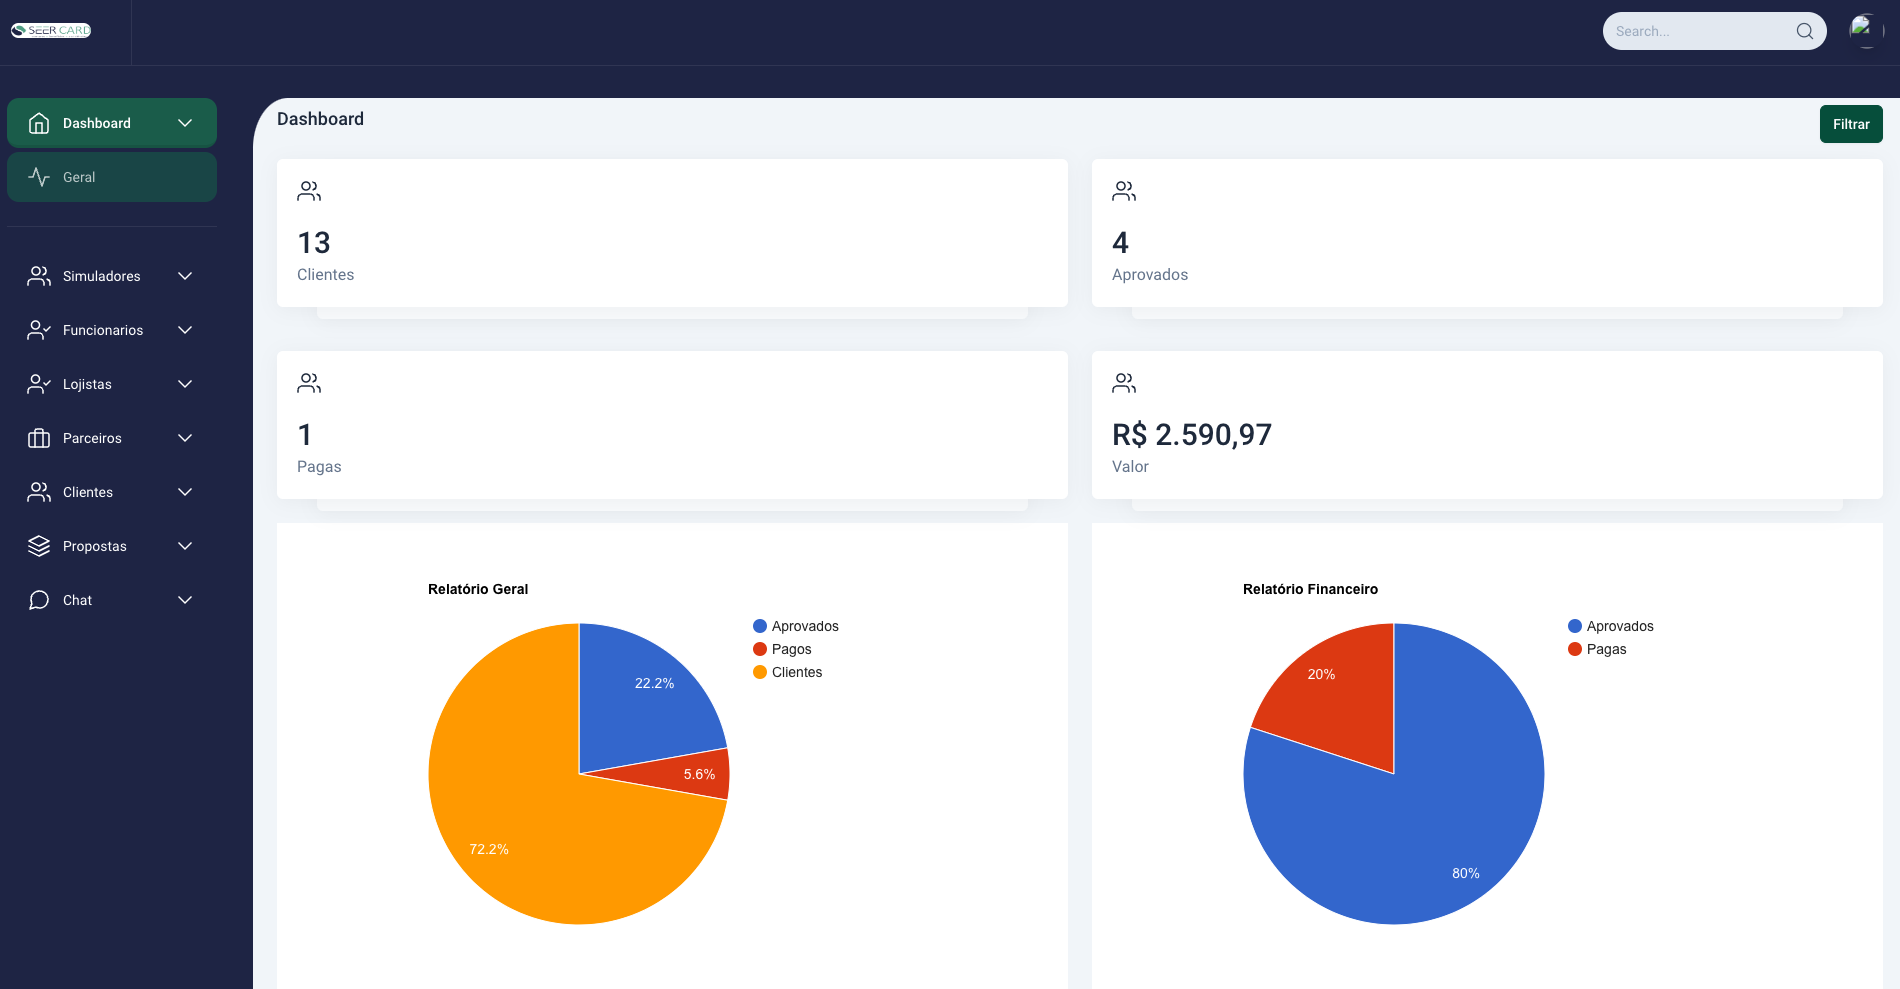 SEER CARD
Search...
Dashboard
Geral
Simuladores
Funcionarios
Lojistas
Parceiros
Clientes
Propostas
Chat
Dashboard
Filtrar
13
Clientes
4
Aprovados
1
Pagas
R$ 2.590,97
Valor
Relatório Geral
Aprovados
Pagos
Clientes
22.2%
5.6%
72.2%
Relatório Financeiro
Aprovados
Pagas
20%
80%